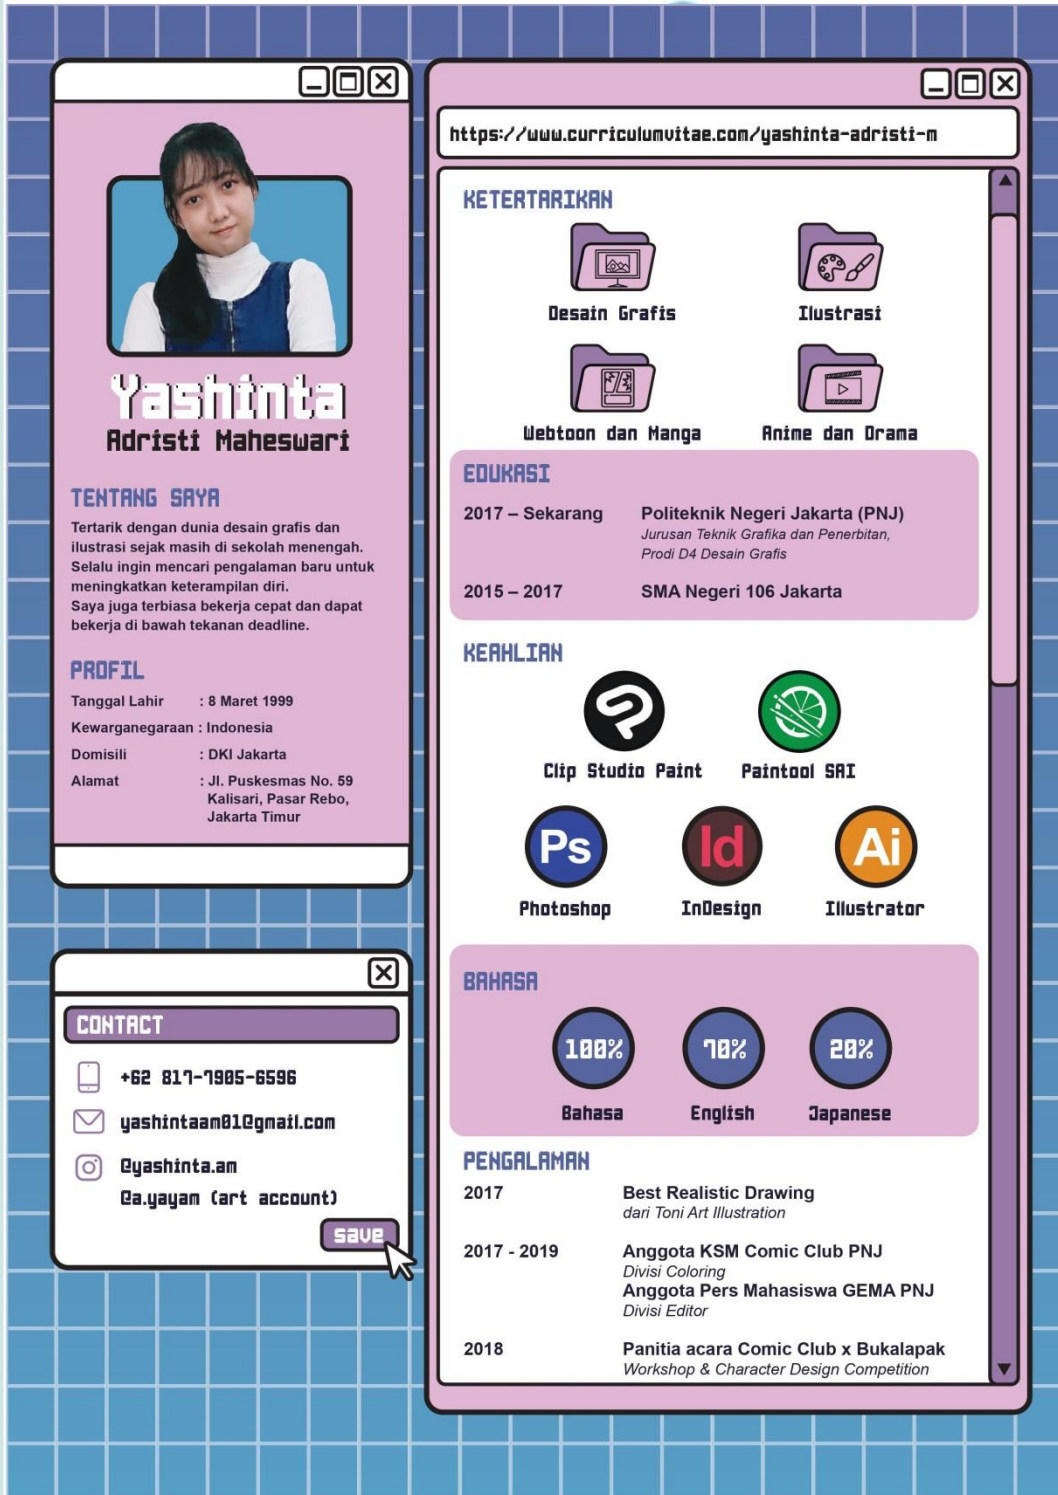 Yashinta
Adristi Maheswari
TENTANG SAYA
Tertarik dengan dunia desain grafis dan
ilustrasi sejak masih di sekolah menengah.
Selalu ingin mencari pengalaman baru untuk
meningkatkan keterampilan diri.
Saya juga terbiasa bekerja cepat dan dapat
bekerja di bawah tekanan deadline.
PROFIL
Tanggal Lahir : 8 Maret 1999
Kewarganegaraan : Indonesia
Domisili : DKI Jakarta
Alamat : Jl. Puskesmas No. 59
Kalisari, Pasar Rebo,
Jakarta Timur
CONTACT
+62 817-7905-6596
yashintaam01@gmail.com
@yashinta.am
@a.yayam (art account)
save
https://www.curriculumvitae.com/yashinta-adristi-m
KETERTARIKAN
Desain Grafis
Ilustrasi
Webtoon dan Manga
Anime dan Drama
EDUKASI
2017 – Sekarang Politeknik Negeri Jakarta (PNJ)
Jurusan Teknik Grafika dan Penerbitan,
Prodi D4 Desain Grafis
2015 – 2017 SMA Negeri 106 Jakarta
KEAHLIAN
Clip Studio Paint
Paintool SAI
Ps
Id
Ai
Photoshop
InDesign
Illustrator
BAHASA
100%
70%
20%
Bahasa
English
Japanese
PENGALAMAN
2017 Best Realistic Drawing
dari Toni Art Illustration
2017 - 2019 Anggota KSM Comic Club PNJ
Divisi Coloring
Anggota Pers Mahasiswa GEMA PNJ
Divisi Editor
2018 Panitia acara Comic Club x Bukalapak
Workshop & Character Design Competition